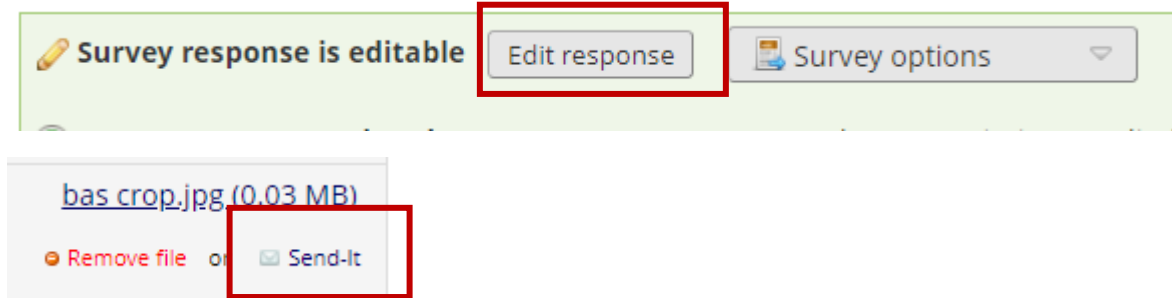 Survey response is editable Edit response Survey options
bas crop.jpg (0.03 MB)
Remove file or Send-It